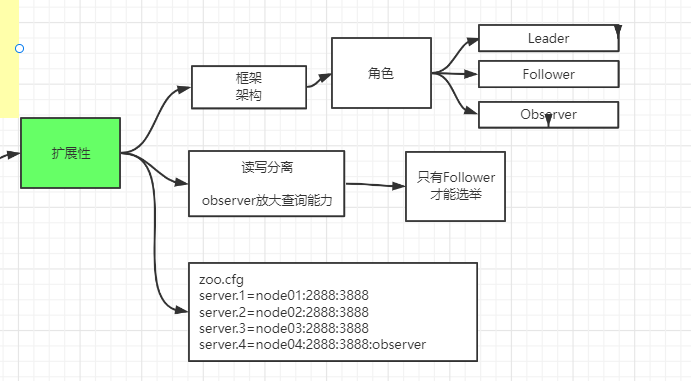 扩展性
框架
架构
角色
Leader
Follower
Observer
读写分离
observer放大查询能力
只有Follower
才能选举
zoo.cfg
server.1=node01:2888:3888
server.2=node02:2888:3888
server.3=node03:2888:3888
server.4=node04:2888:3888:observer